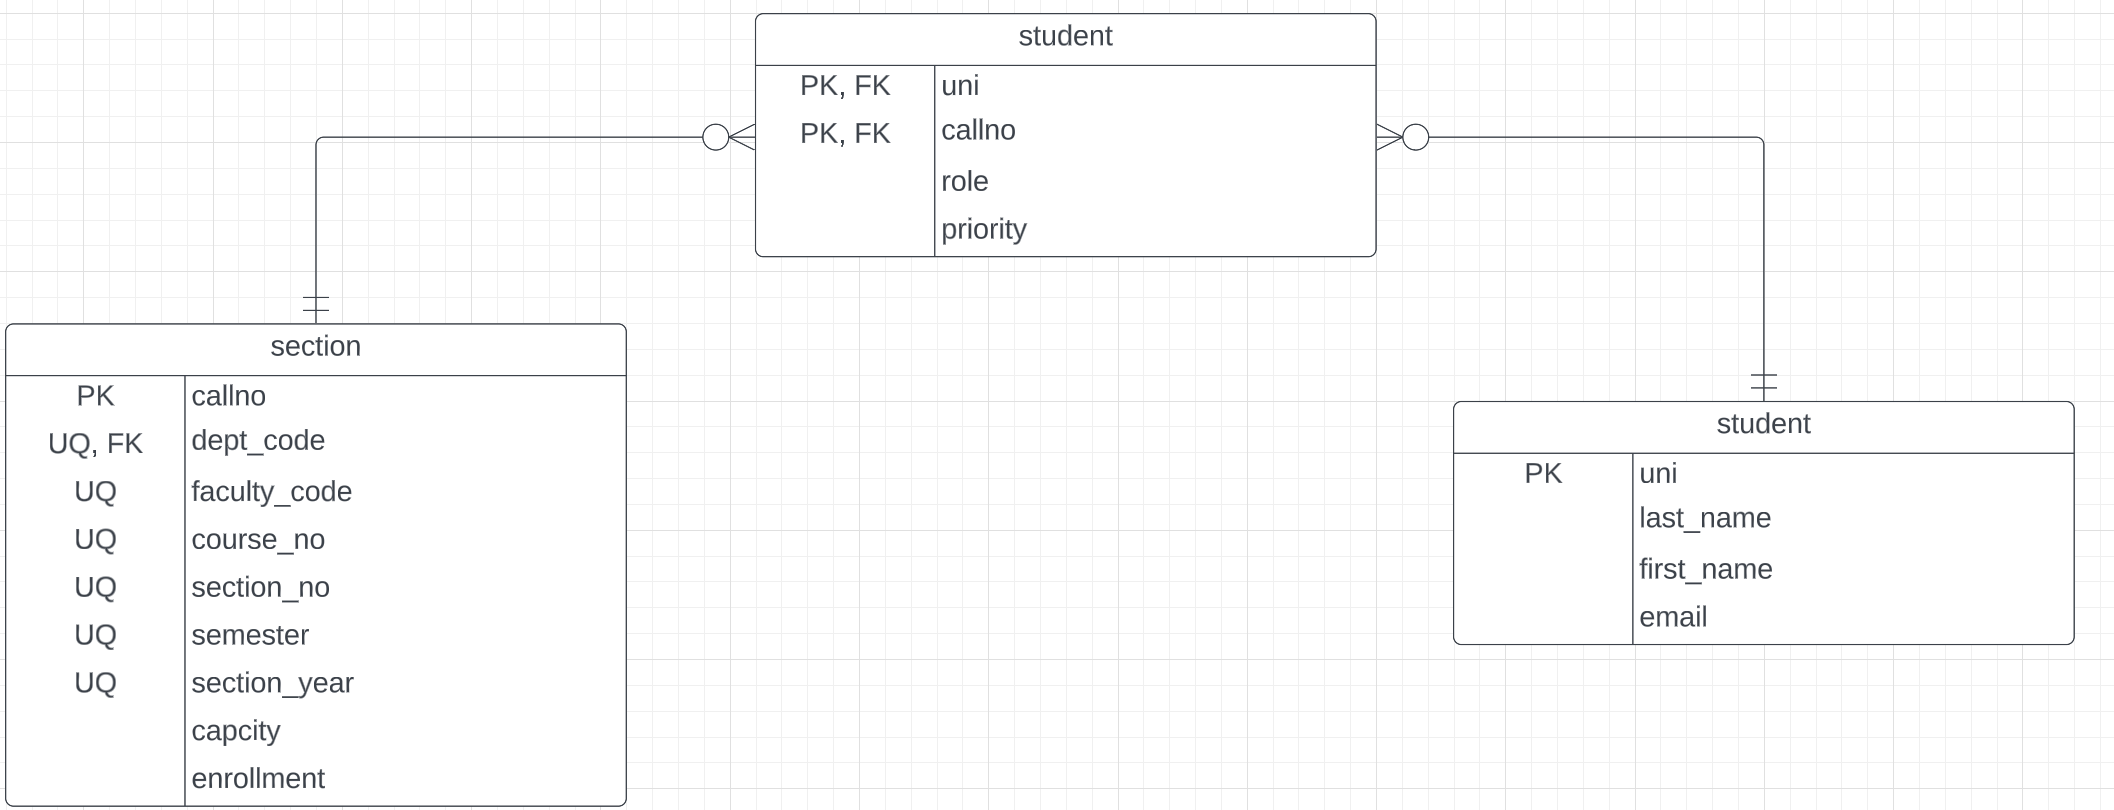 student
PK, FK uni
PK, FK callno
role
priority
section
PK callno
UQ, FK dept_code
UQ faculty_code
UQ course_no
UQ section_no
UQ semester
UQ section_year
capcity
enrollment
student
PK uni
last_name
first_name
email